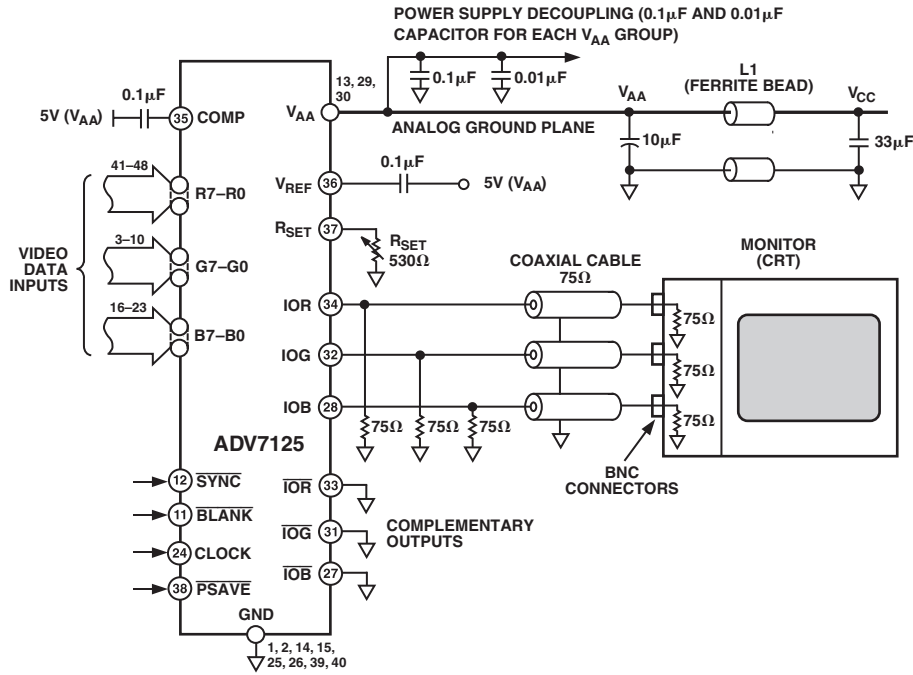 POWER SUPPLY DECOUPLING (0.1μF AND 0.01μF
CAPACITOR FOR EACH VAA GROUP)
0.1μF
0.01μF
L1
(FERRITE BEAD)
13, 29,
30
VAA
VAA
VCC
ANALOG GROUND PLANE
10μF
33μF
0.1μF
5V (VAA)
35
COMP
41–48
R7–R0
VIDEO
DATA
INPUTS
3–10
G7–G0
16–23
B7–B0
VREF
36
0.1μF
5V (VAA)
RSET
37
RSET
530Ω
COAXIAL CABLE
75Ω
MONITOR
(CRT)
IOR
34
75Ω
IOG
32
75Ω
IOB
28
75Ω
75Ω
75Ω
75Ω
BNC
CONNECTORS
ADV7125
12
SYNC
11
BLANK
24
CLOCK
38
PSAVE
IOR
33
IOG
31
IOB
27
COMPLEMENTARY
OUTPUTS
GND
1, 2, 14, 15,
25, 26, 39, 40